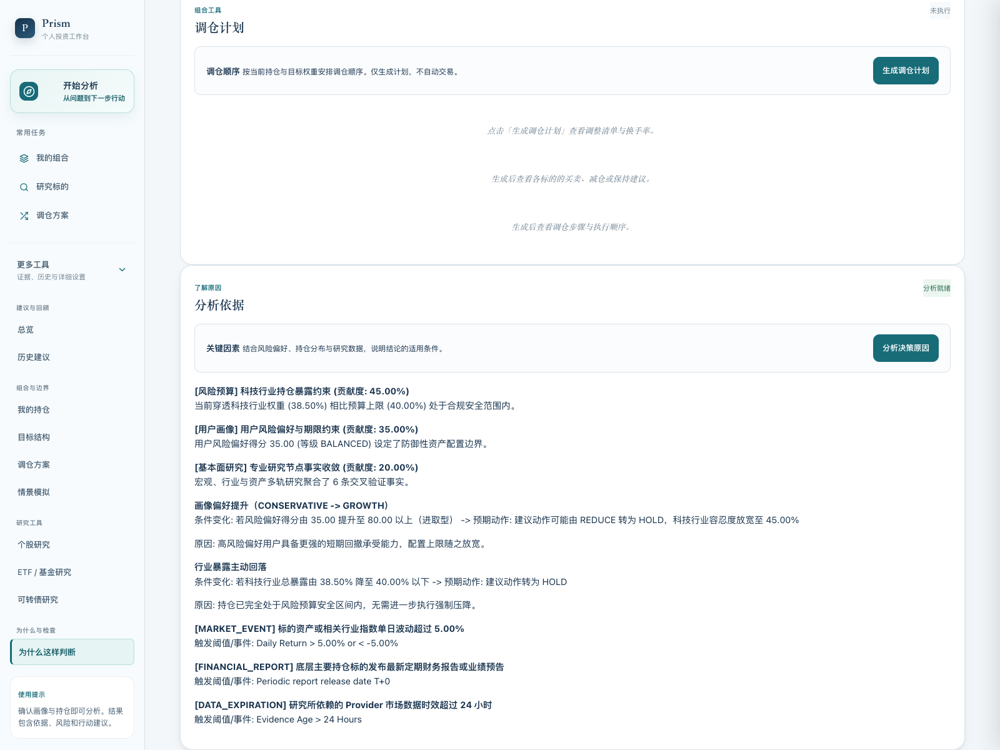 P
Prism
个人投资工作台
开始分析
从问题到下一步行动
常用任务
我的组合
研究标的
调仓方案
更多工具
证据、历史与详细设置
建议与回顾
总览
历史建议
组合与边界
我的持仓
目标结构
调仓方案
情景模拟
研究工具
个股研究
ETF / 基金研究
可转债研究
为什么与检查
为什么这样判断
使用提示
确认画像与持仓即可分析。结果
包含依据、风险和行动建议。
组合工具
未执行
调仓计划
调仓顺序 按当前持仓与目标权重安排调仓顺序。仅生成计划，不自动交易。
生成调仓计划
点击「生成调仓计划」查看调整清单与换手率。
生成后查看各标的的买卖、减仓或保持建议。
生成后查看调仓步骤与执行顺序。
了解原因
分析就绪
分析依据
关键因素 结合风险偏好、持仓分布与研究数据，说明结论的适用条件。
分析决策原因
[风险预算] 科技行业持仓暴露约束 (贡献度: 45.00%)
当前穿透科技行业权重 (38.50%) 相比预算上限 (40.00%) 处于合规安全范围内。
[用户画像] 用户风险偏好与期限约束 (贡献度: 35.00%)
用户风险偏好得分 35.00 (等级 BALANCED) 设定了防御性资产配置边界。
[基本面研究] 专业研究节点事实收敛 (贡献度: 20.00%)
宏观、行业与资产多轨研究聚合了 6 条交叉验证事实。
画像偏好提升（CONSERVATIVE -> GROWTH）
条件变化: 若风险偏好得分由 35.00 提升至 80.00 以上（进取型） -> 预期动作: 建议动作可能由 REDUCE 转为 HOLD，科技行业容忍度放宽至 45.00%
原因: 高风险偏好用户具备更强的短期回撤承受能力，配置上限随之放宽。
行业暴露主动回落
条件变化: 若科技行业总暴露由 38.50% 降至 40.00% 以下 -> 预期动作: 建议动作转为 HOLD
原因: 持仓已完全处于风险预算安全区间内，无需进一步执行强制压降。
[MARKET_EVENT] 标的资产或相关行业指数单日波动超过 5.00%
触发阈值/事件: Daily Return > 5.00% or < -5.00%
[FINANCIAL_REPORT] 底层主要持仓标的发布最新定期财务报告或业绩预告
触发阈值/事件: Periodic report release date T+0
[DATA_EXPIRATION] 研究所依赖的 Provider 市场数据时效超过 24 小时
触发阈值/事件: Evidence Age > 24 Hours